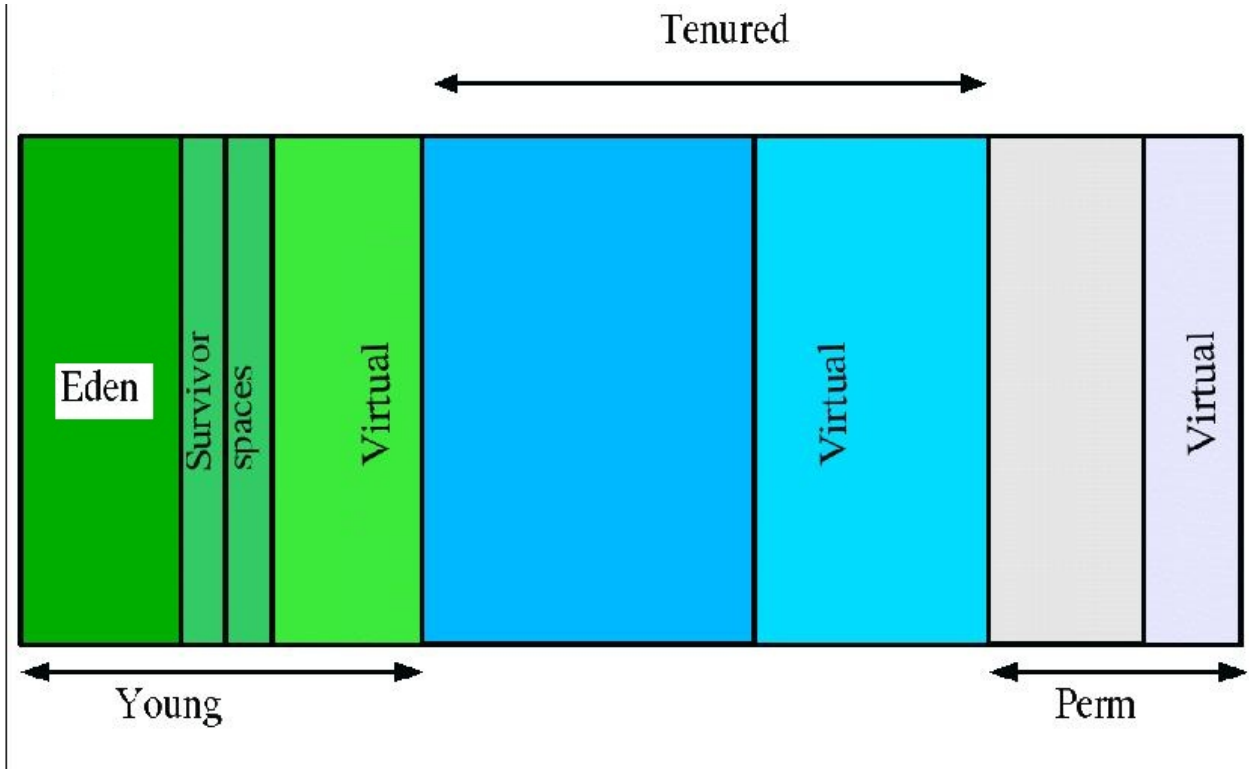 Tenured
Eden
Survivor
spaces
Virtual
Virtual
Virtual
Young
Perm